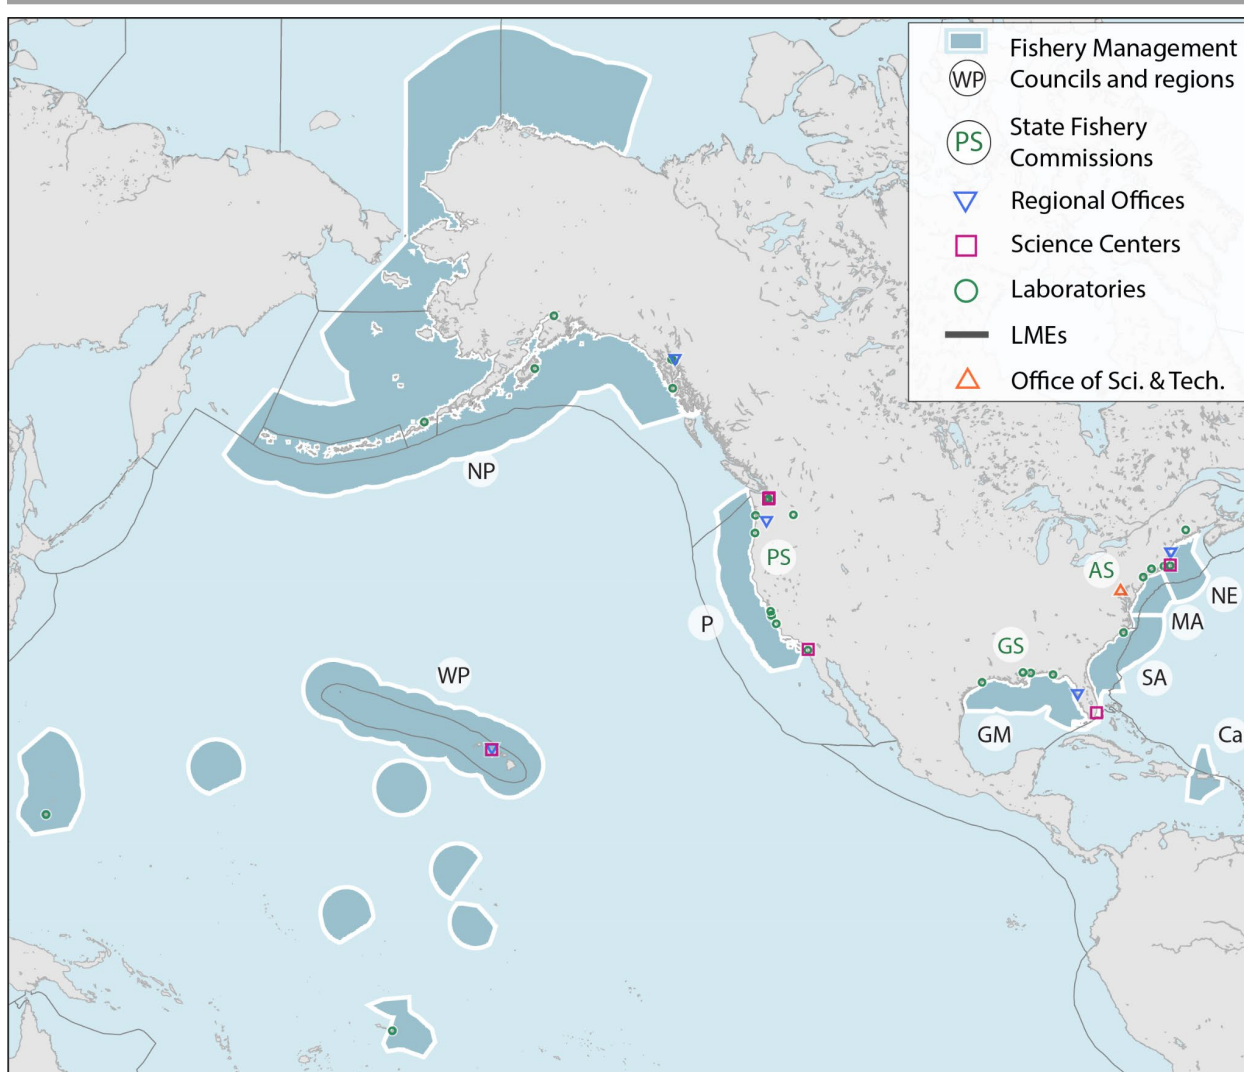 Fishery Management
WP Councils and regions
PS State Fishery
Commissions
Regional Offices
Science Centers
Laboratories
LMEs
Office of Sci. & Tech.
NP
PS
AS
NE
P
MA
GS
WP
SA
GM
Ca